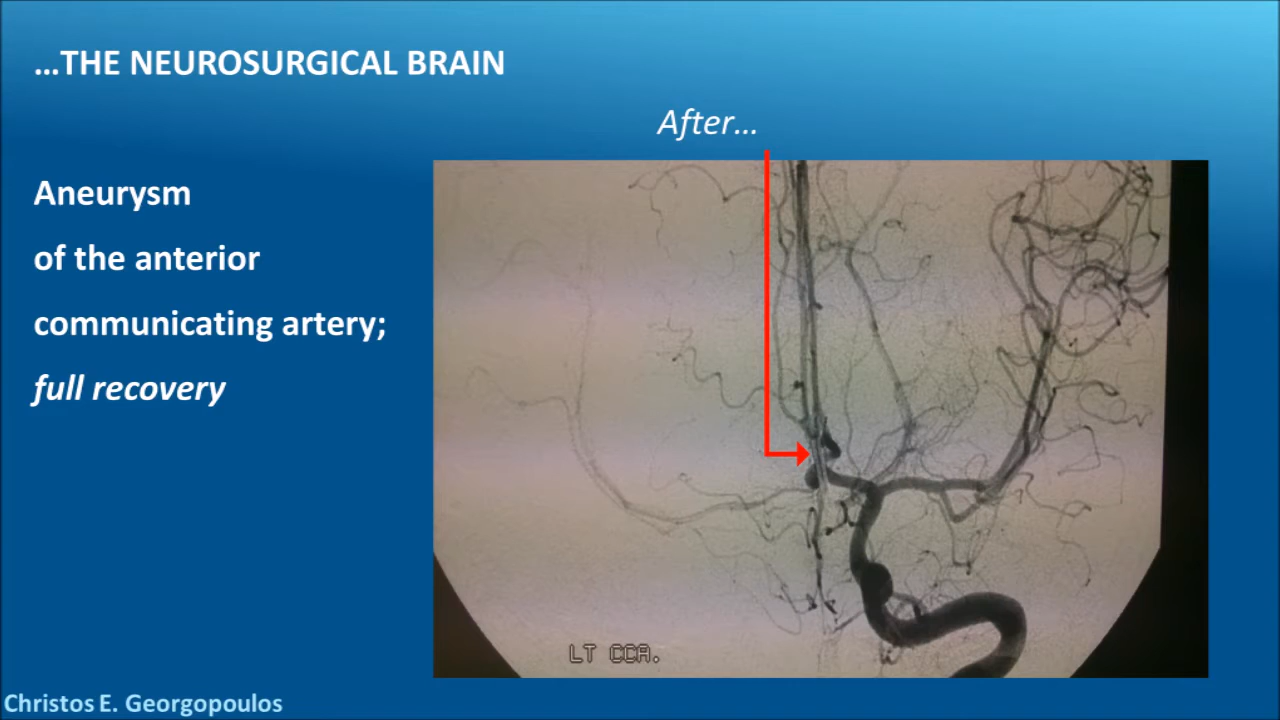 …THE NEUROSURGICAL BRAIN
After…
Aneurysm
of the anterior
communicating artery;
full recovery
LT CCA.
Christos E. Georgopoulos